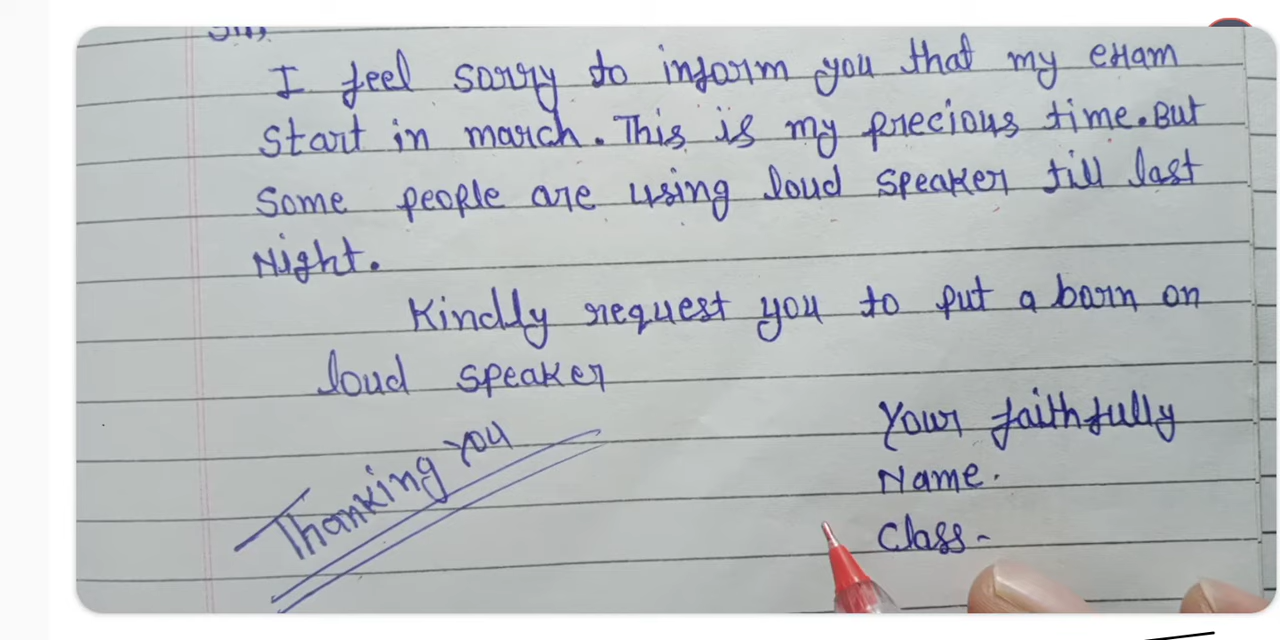 Sir,
I feel sorry to inform you that my exam
start in march. This is my precious time. But
Some people are using loud speaker till last
Night.
Kindly request you to put a barn on
loud speaker
Thanking you
Your faithfully
Name.
Class-